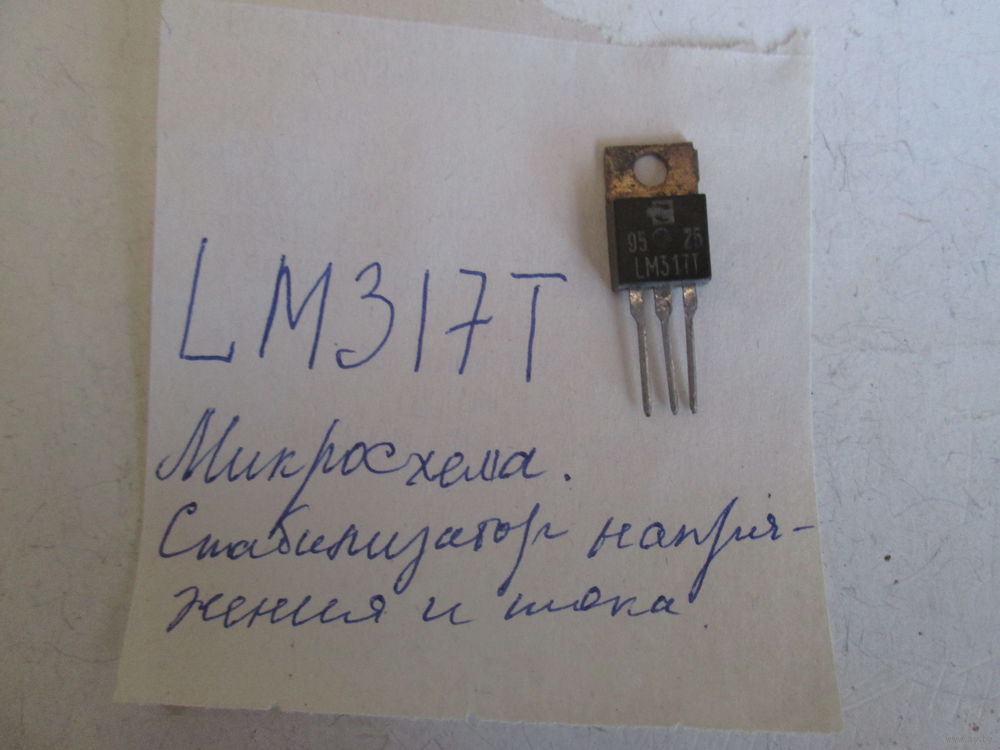 LM317T
Микросхема.
Стабилизатор напря-
жения и тока.
95 25
LM317T